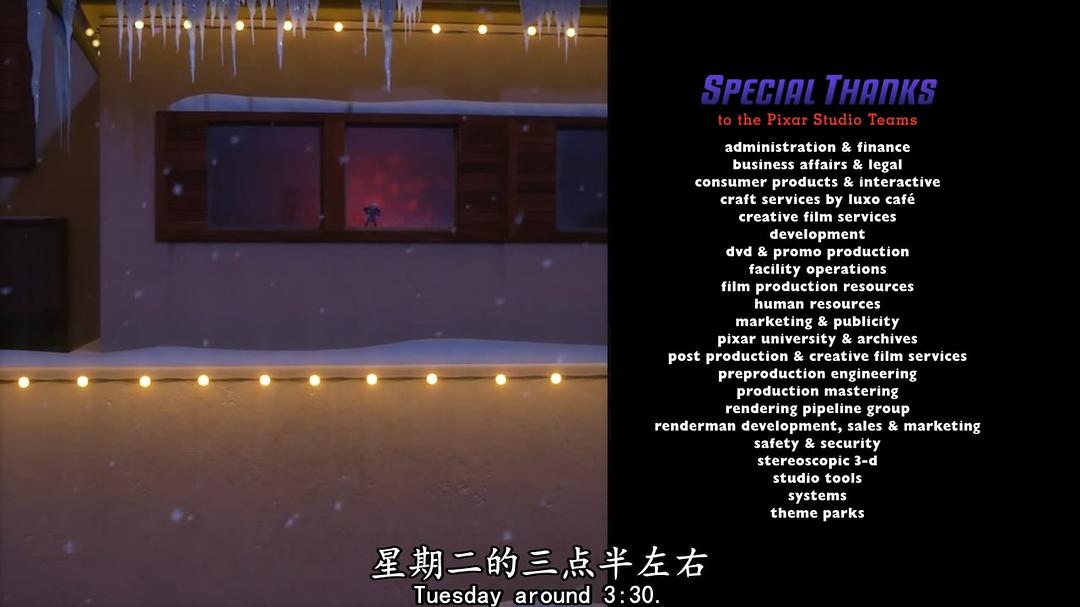 SPECIAL THANKS
to the Pixar Studio Teams
administration & finance
business affairs & legal
consumer products & interactive
craft services by luxo café
creative film services
development
dvd & promo production
facility operations
film production resources
human resources
marketing & publicity
pixar university & archives
post production & creative film services
preproduction engineering
production mastering
rendering pipeline group
renderman development, sales & marketing
safety & security
stereoscopic 3-d
studio tools
systems
theme parks
星期二的三点半左右
Tuesday around 3:30.